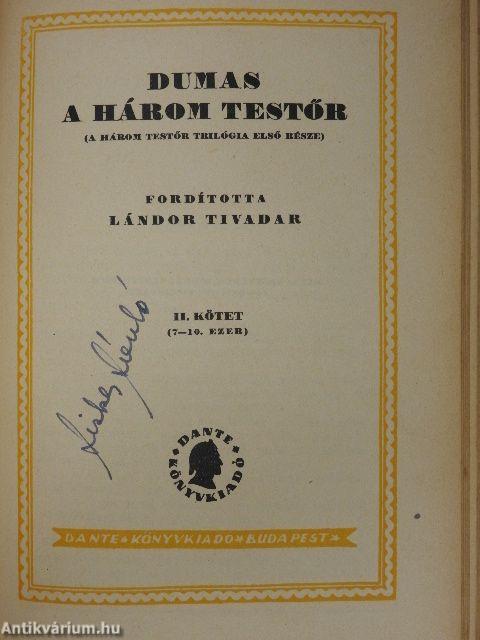 DUMAS
A HÁROM TESTŐR
(A HÁROM TESTŐR TRILÓGIA ELSŐ RÉSZE)
FORDÍTOTTA
LÁNDOR TIVADAR
II. KÖTET
(7—10. EZER)
DANTE
KÖNYVKIADÓ
DANTE * KÖNYVKIADÓ * BUDAPEST *
Antikvárium.hu